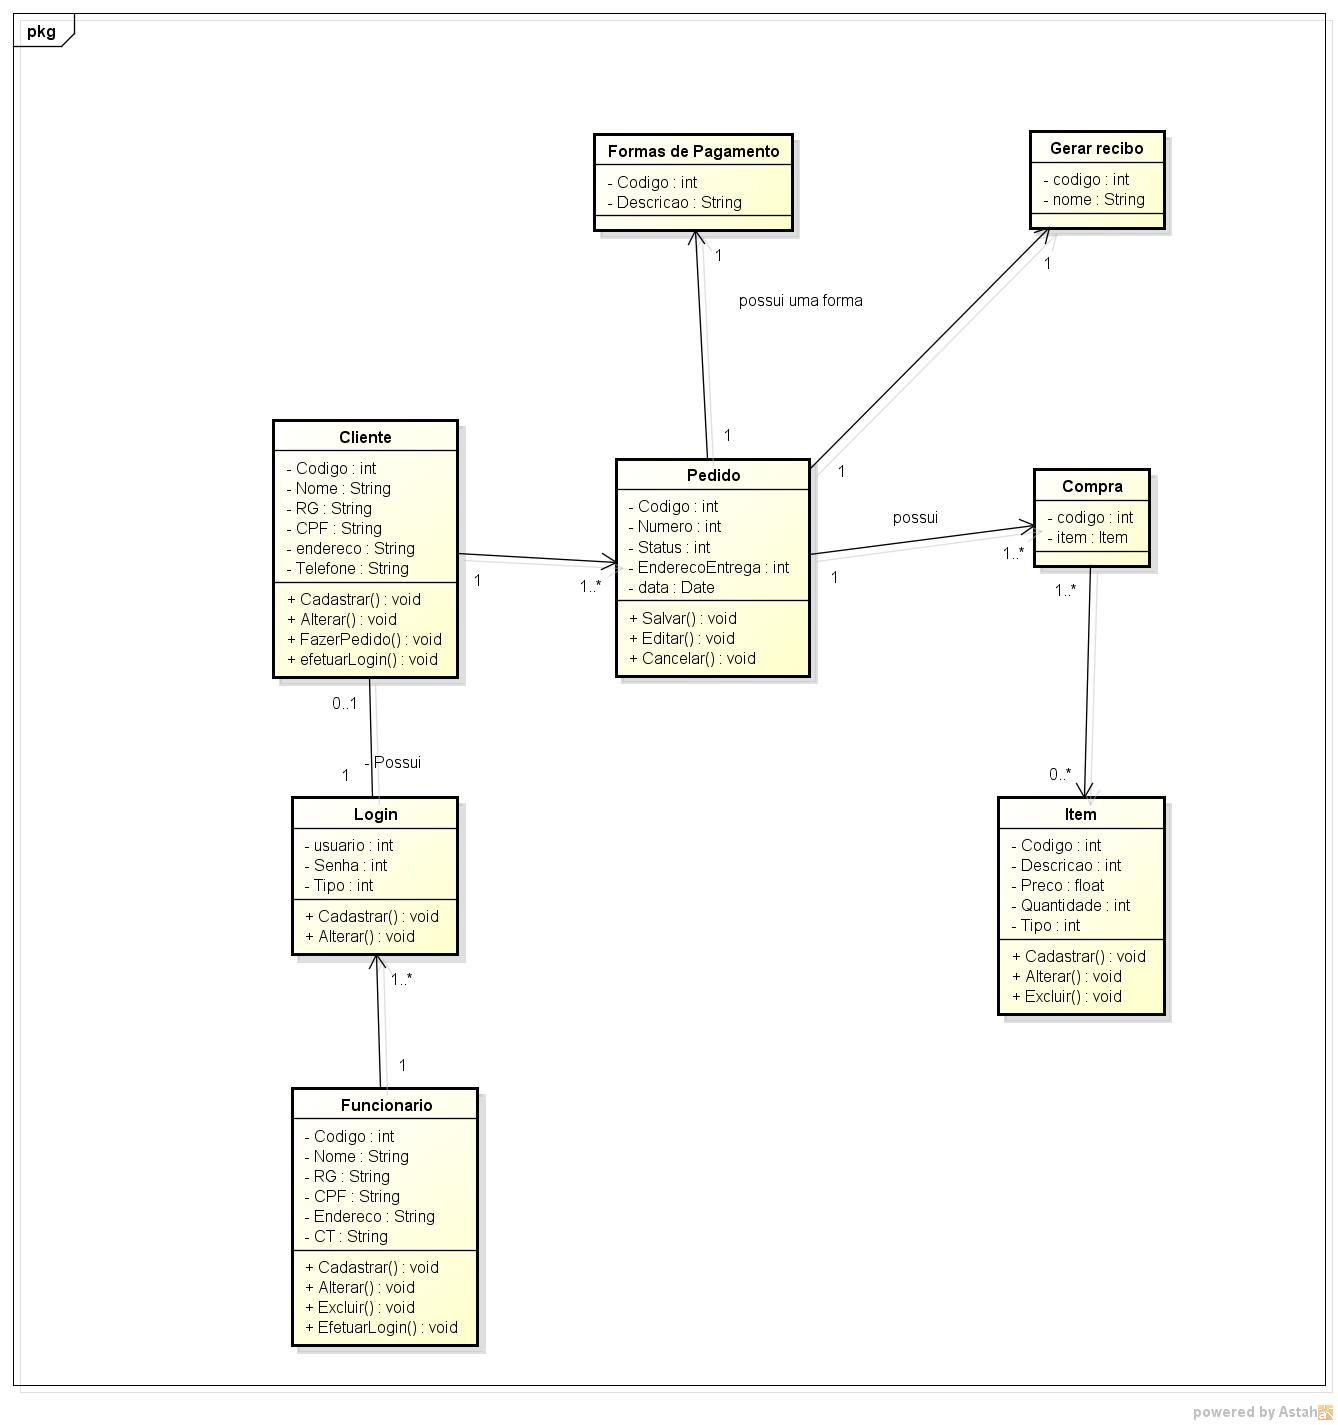 pkg
Formas de Pagamento
- Codigo : int
- Descricao : String
Gerar recibo
- codigo : int
- nome : String
1
1
possui uma forma
1
1
Cliente
- Codigo : int
- Nome : String
- RG : String
- CPF : String
- endereco : String
- Telefone : String
+ Cadastrar() : void
+ Alterar() : void
+ FazerPedido() : void
+ efetuarLogin() : void
1
1..*
Pedido
- Codigo : int
- Numero : int
- Status : int
- EnderecoEntrega : int
- data : Date
+ Salvar() : void
+ Editar() : void
+ Cancelar() : void
possui
1
1..*
Compra
- codigo : int
- item : Item
1..*
0..*
0..1
- Possui
1
Login
- usuario : int
- Senha : int
- Tipo : int
+ Cadastrar() : void
+ Alterar() : void
Item
- Codigo : int
- Descricao : int
- Preco : float
- Quantidade : int
- Tipo : int
+ Cadastrar() : void
+ Alterar() : void
+ Excluir() : void
1..*
1
Funcionario
- Codigo : int
- Nome : String
- RG : String
- CPF : String
- Endereco : String
- CT : String
+ Cadastrar() : void
+ Alterar() : void
+ Excluir() : void
+ EfetuarLogin() : void
powered by Astah